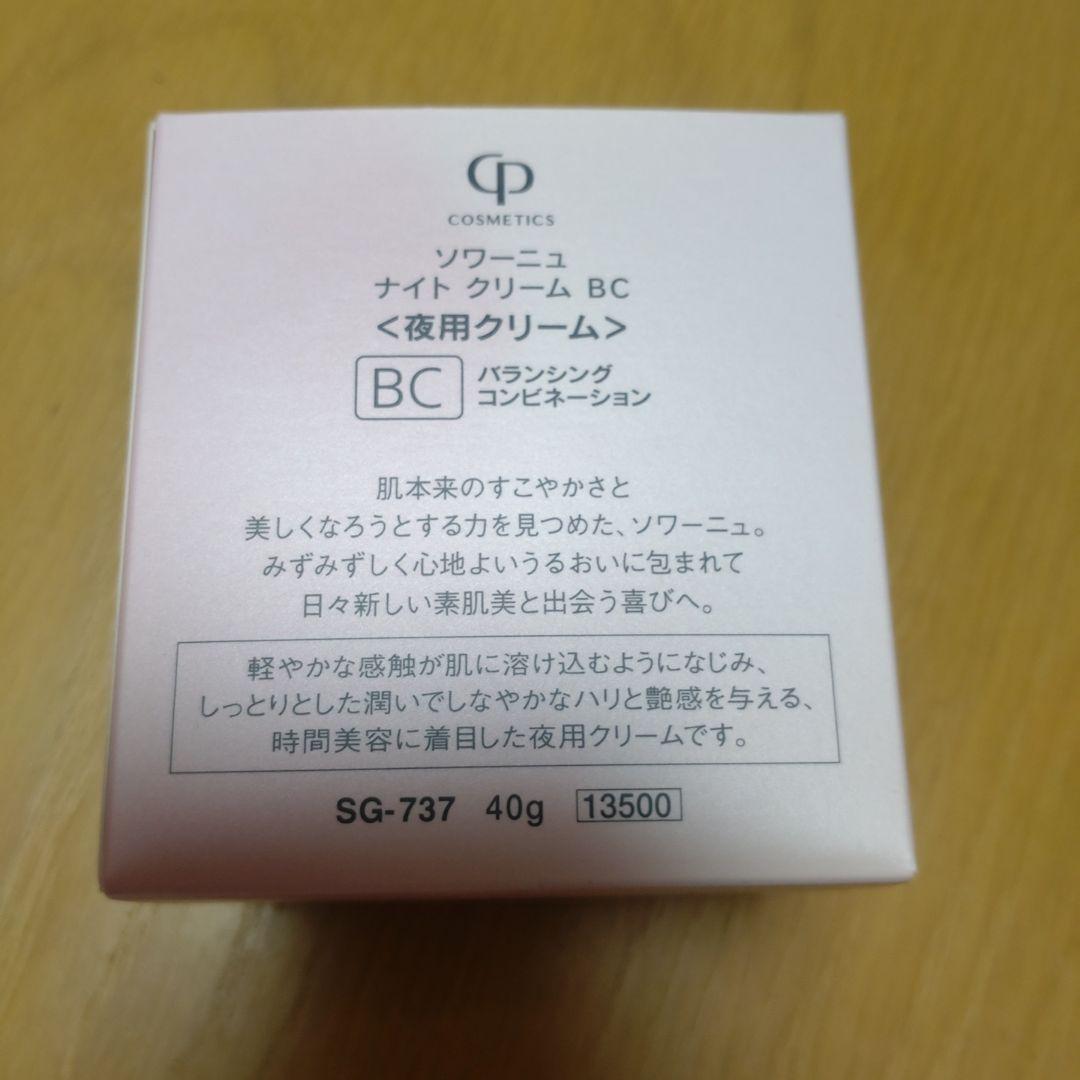 CP
COSMETICS
ソワーニュ
ナイト クリーム BC
<夜用クリーム>
BC バランシング
コンビネーション
肌本来のすこやかさと
美しくなろうとする力を見つめた、ソワーニュ。
みずみずしく心地よいうるおいに包まれて
日々新しい素肌美と出会う喜びへ。
軽やかな感触が肌に溶け込むようになじみ、
しっとりとした潤いでしなやかなハリと艶感を与える、
時間美容に着目した夜用クリームです。
SG-737 40g 13500